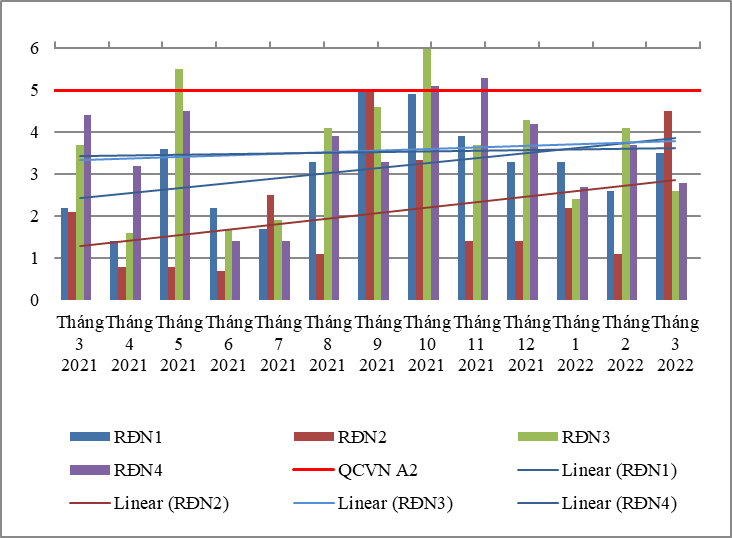 6
5
4
3
2
1
0
Tháng Tháng Tháng Tháng Tháng Tháng Tháng Tháng Tháng Tháng Tháng Tháng Tháng
3 4 5 6 7 8 9 10 11 12 1 2 3
2021 2021 2021 2021 2021 2021 2021 2021 2021 2021 2022 2022 2022
RĐN1 RĐN2 RĐN3
RĐN4 QCVN A2 Linear (RĐN1)
Linear (RĐN2) Linear (RĐN3) Linear (RĐN4)